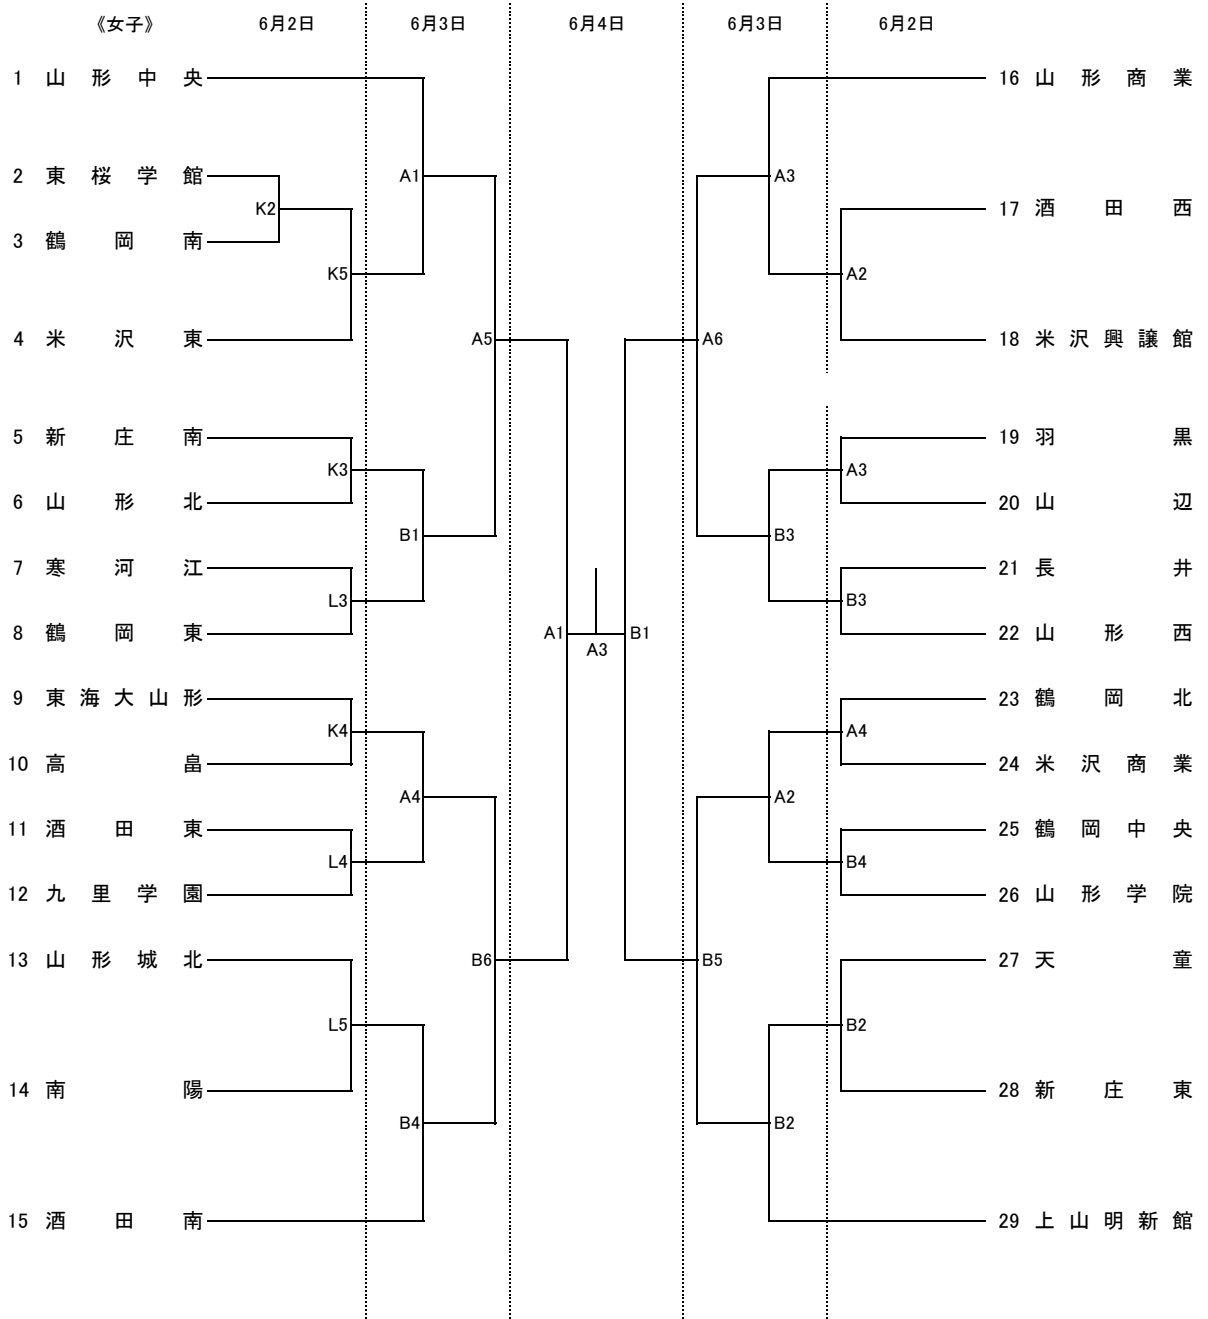 《女子》 6月2日 6月3日 6月4日 6月3日 6月2日
1 山形中央 16 山形商業
2 東桜学館 A1 A3
K2 17 酒田西
3 鶴岡南
K5 A2
4 米沢東 A5 A6 18 米沢興譲館
5 新庄南 19 羽黒
K3 A3
6 山形北 20 山辺
B1 B3
7 寒河江 21 長井
L3 B3
8 鶴岡東 A1 B1 22 山形西
A3
9 東海大山形 23 鶴岡北
K4 A4
10 高畠 24 米沢商業
A4 A2
11 酒田東 25 鶴岡中央
L4 B4
12 九里学園 26 山形学院
13 山形城北 B6 B5 27 天童
L5 B2
14 南陽 28 新庄東
B4 B2
15 酒田南 29 上山明新館